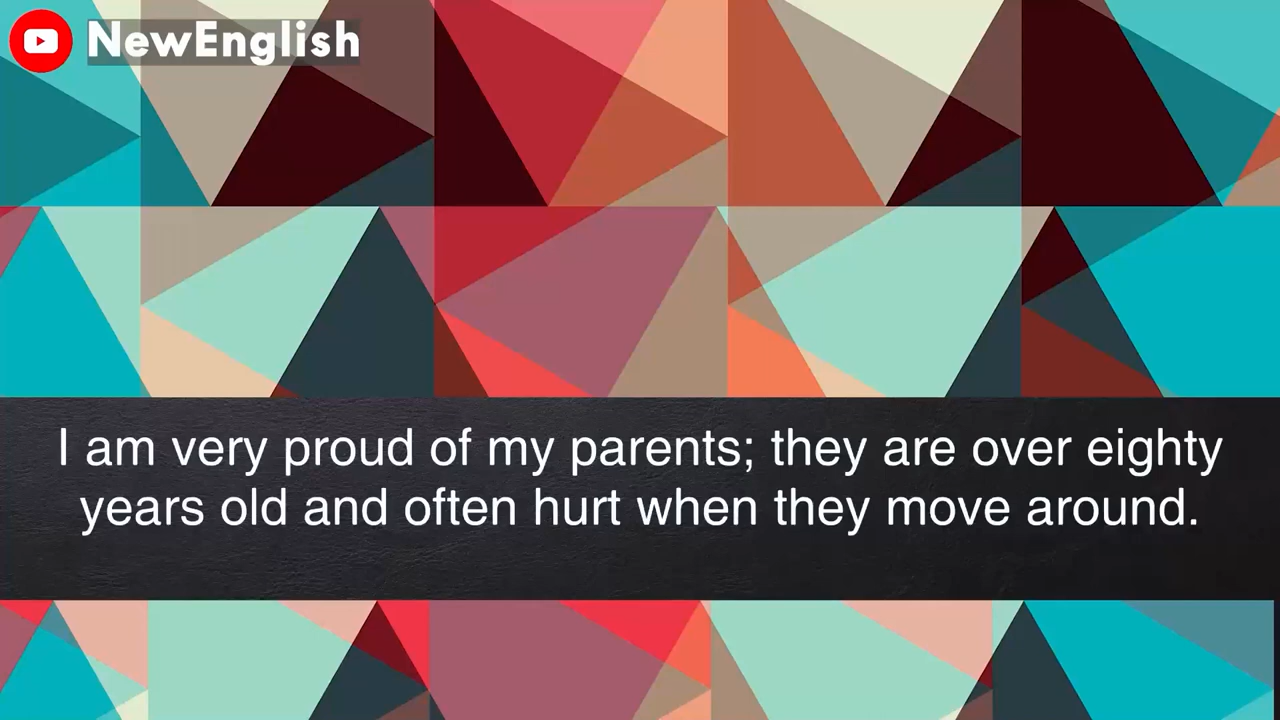 NewEnglish
I am very proud of my parents; they are over eighty
years old and often hurt when they move around.